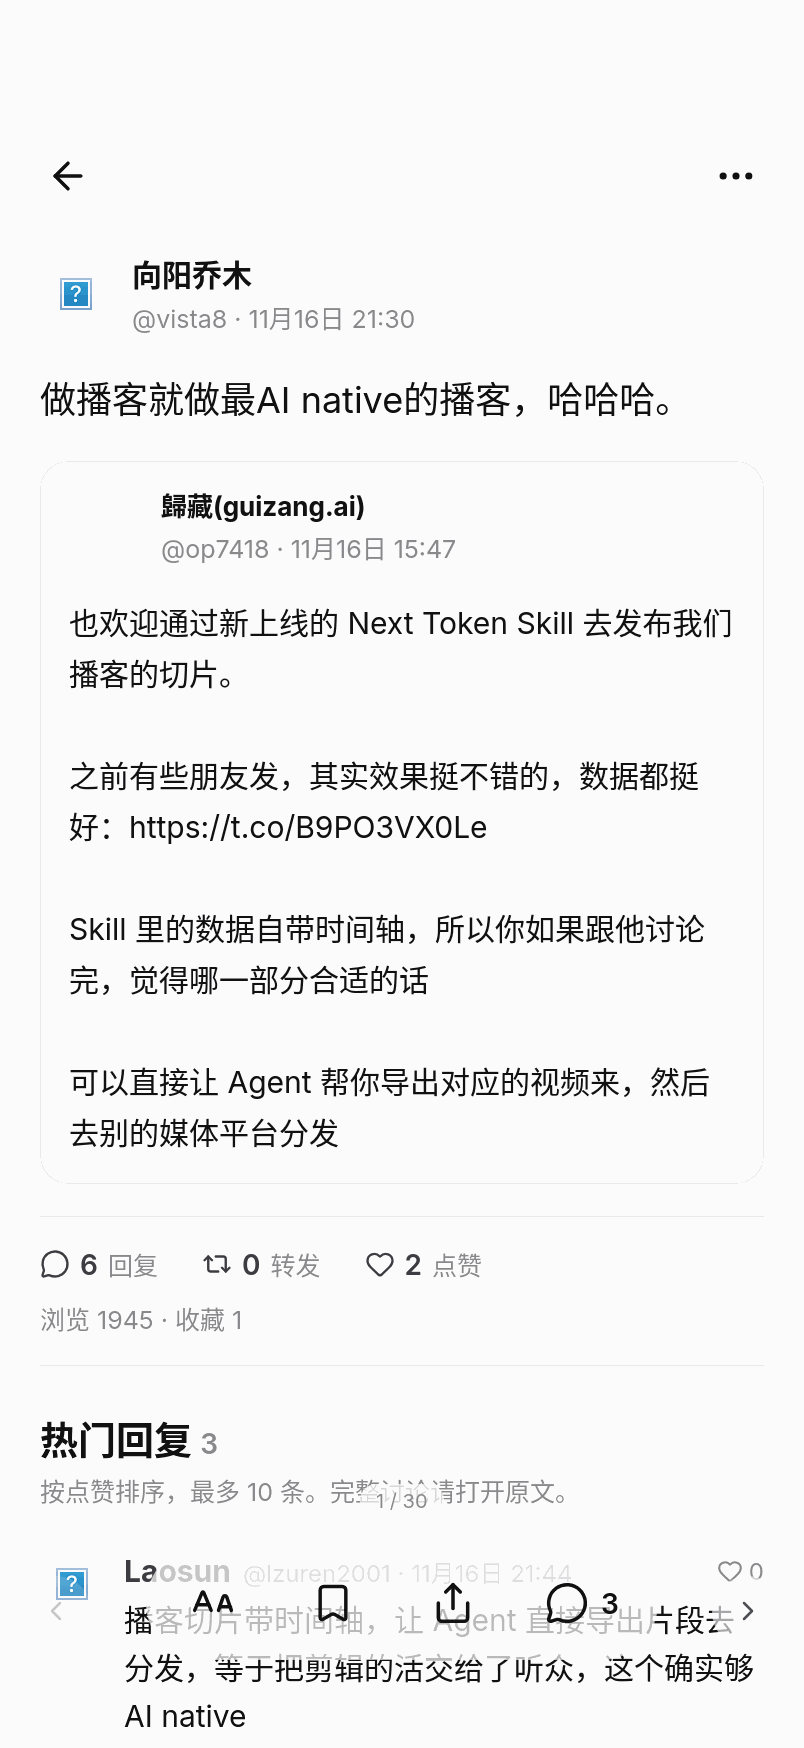 向阳乔木
@vista8 · 11月16日 21:30
做播客就做最AI native的播客，哈哈哈。
歸藏(guizang.ai)
@op7418 · 11月16日 15:47
也欢迎通过新上线的 Next Token Skill 去发布我们
播客的切片。
之前有些朋友发，其实效果挺不错的，数据都挺
好：https://t.co/B9PO3VX0Le
Skill 里的数据自带时间轴，所以你如果跟他讨论
完，觉得哪一部分合适的话
可以直接让 Agent 帮你导出对应的视频来，然后
去别的媒体平台分发
6 回复 0 转发 2 点赞
浏览 1945 · 收藏 1
热门回复 3
按点赞排序，最多 10 条。完整讨论请打开原文。
1 / 30
Laosun @lzuren2001 · 11月16日 21:44 0
播客切片带时间轴，让 Agent 直接导出片段去
分发，等于把剪辑的活交给了听众，这个确实够
AI native
AA 3